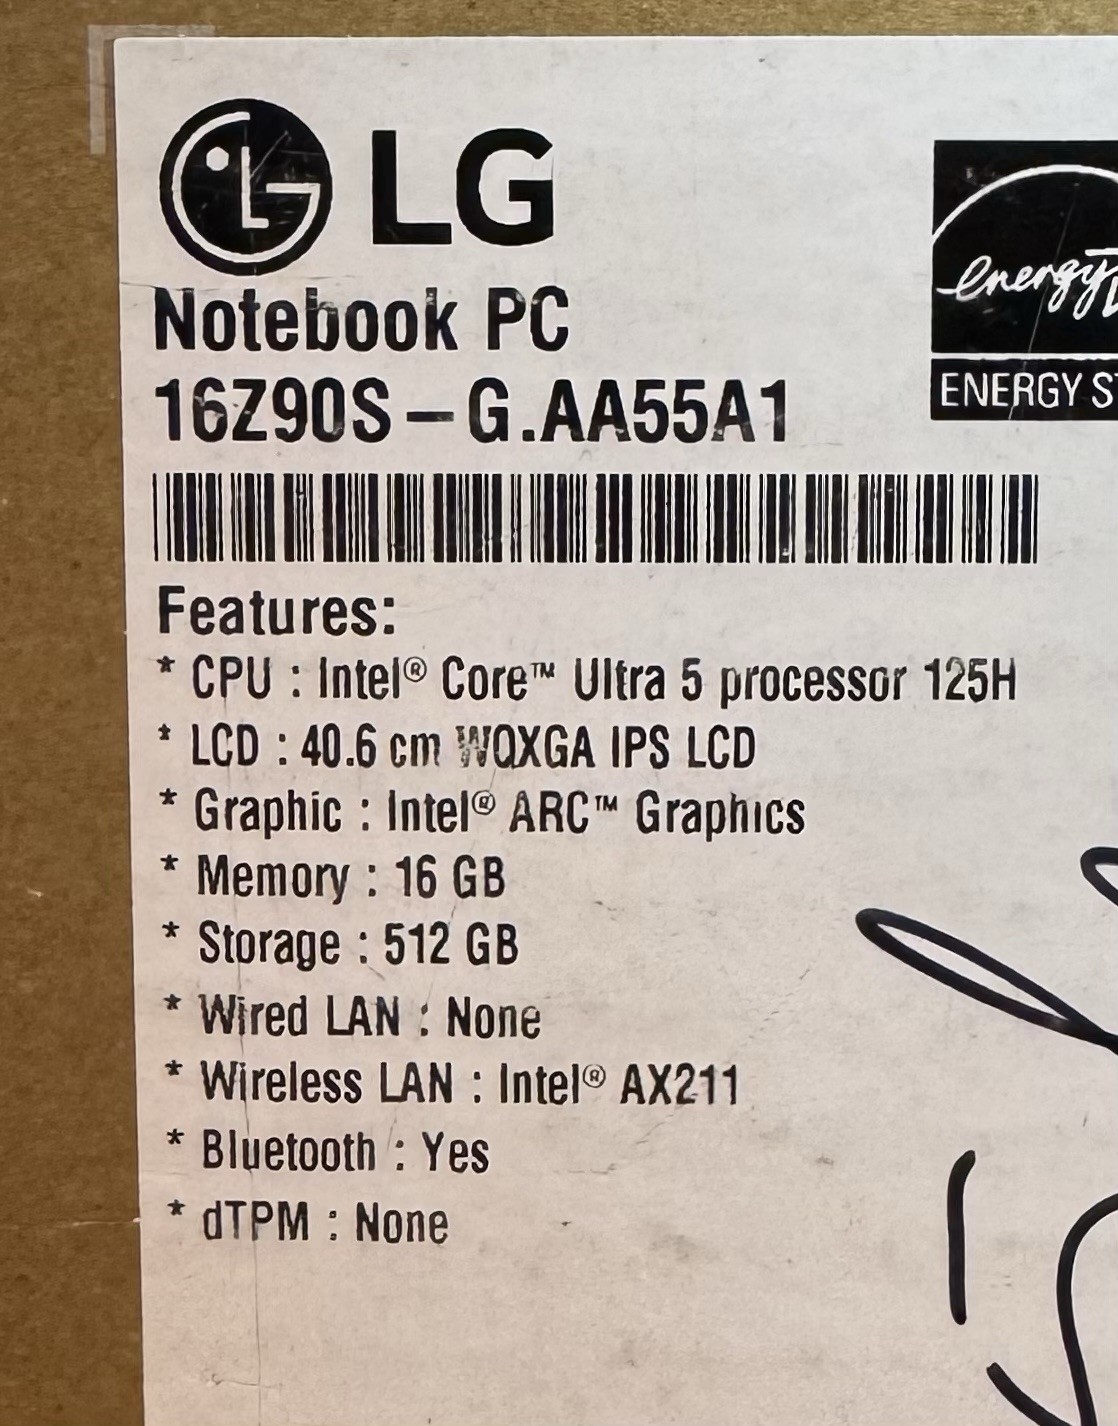 LG
energy
ENERGY
Notebook PC
16Z90S-G.AA55A1
Features:
* CPU : Intel® Core™ Ultra 5 processor 125H
* LCD : 40.6 cm WQXGA IPS LCD
* Graphic : Intel® ARC™ Graphics
* Memory : 16 GB
* Storage : 512 GB
* Wired LAN : None
* Wireless LAN : Intel® AX211
* Bluetooth : Yes
* dTPM : None